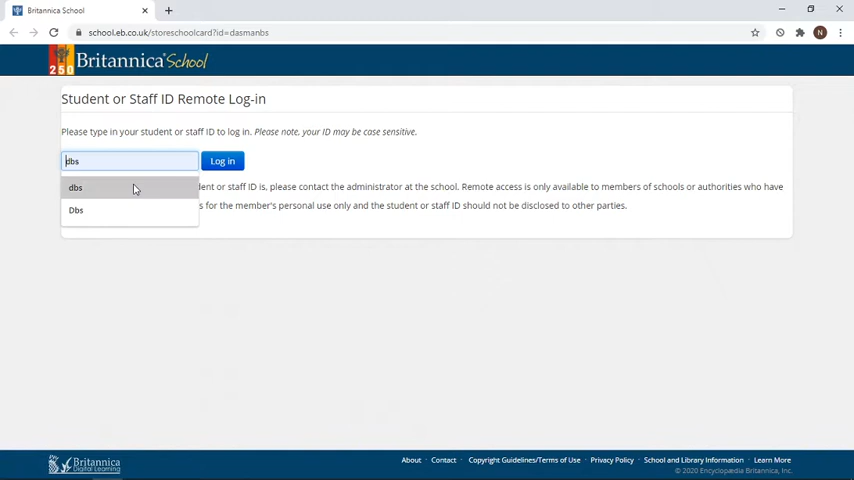 Britannica School
school.eb.co.uk/storeschoolcard?id=dasmanbs
N
250
Britannica School
Student or Staff ID Remote Log-in
Please type in your student or staff ID to log in. Please note, your ID may be case sensitive.
dbs
Log in
dbs
dent or staff ID is, please contact the administrator at the school. Remote access is only available to members of schools or authorities who have
Dbs
s for the member's personal use only and the student or staff ID should not be disclosed to other parties.
Britannica
Digital Learning
About · Contact · Copyright Guidelines/Terms of Use · Privacy Policy · School and Library Information · Learn More
© 2020 Encyclopædia Britannica, Inc.